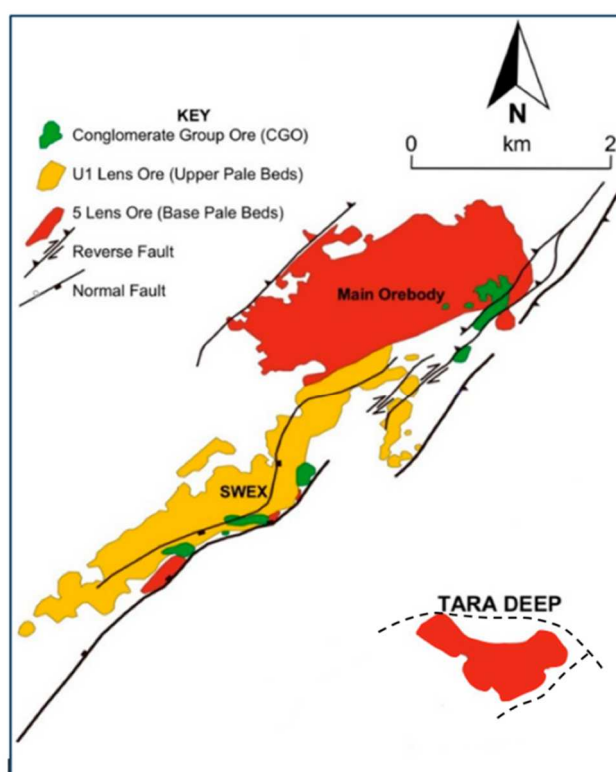 KEY
Conglomerate Group Ore (CGO)
U1 Lens Ore (Upper Pale Beds)
5 Lens Ore (Base Pale Beds)
Reverse Fault
Normal Fault
N
0 km 2
Main Orebody
SWEX
TARA DEEP